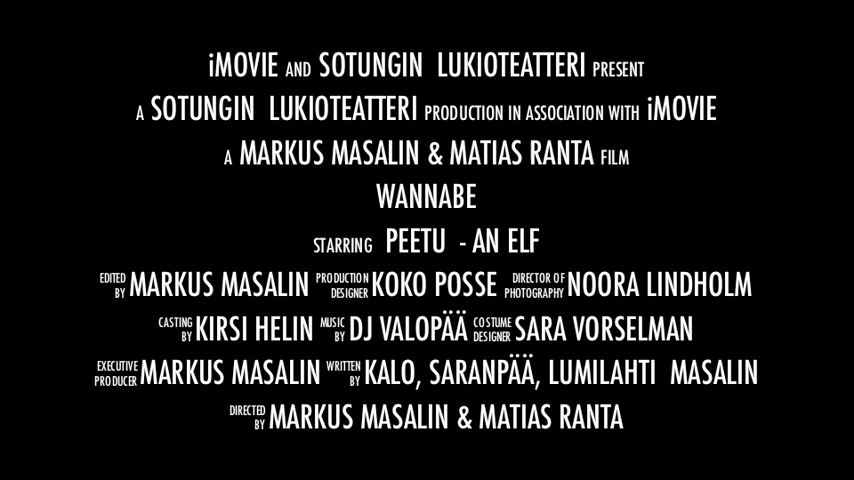 iMOVIE AND SOTUNGIN LUKIOTEATTERI PRESENT
A SOTUNGIN LUKIOTEATTERI PRODUCTION IN ASSOCIATION WITH iMOVIE
A MARKUS MASALIN & MATIAS RANTA FILM
WANNABE
STARRING PEETU - AN ELF
EDITED BY MARKUS MASALIN PRODUCTION DESIGNER KOKO POSSE DIRECTOR OF PHOTOGRAPHY NOORA LINDHOLM
CASTING BY KIRSI HELIN MUSIC BY DJ VALOPÄÄ COSTUME DESIGNER SARA VORSELMAN
EXECUTIVE PRODUCER MARKUS MASALIN WRITTEN BY KALO, SARANPÄÄ, LUMILAHTI MASALIN
DIRECTED BY MARKUS MASALIN & MATIAS RANTA